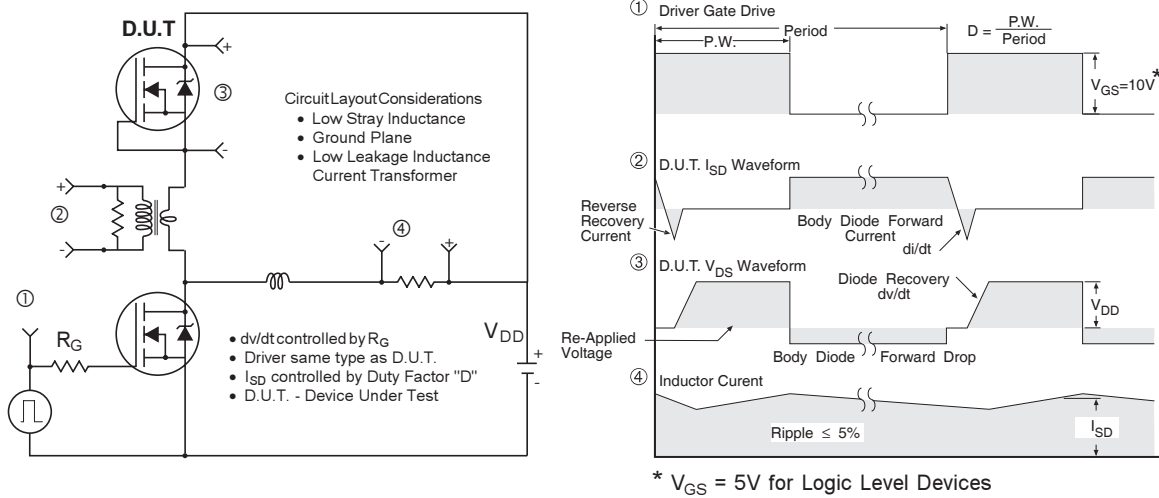 D.U.T
+
③
-
Circuit Layout Considerations
• Low Stray Inductance
• Ground Plane
• Low Leakage Inductance
Current Transformer
+
②
-
④
-
+
①
R_G
• dv/dt controlled by R_G
• Driver same type as D.U.T.
• I_SD controlled by Duty Factor "D"
• D.U.T. - Device Under Test
V_DD
+
-
① Driver Gate Drive
Period
P.W.
D = P.W. / Period
V_GS=10V*
② D.U.T. I_SD Waveform
Reverse
Recovery
Current
Body Diode Forward
Current
di/dt
③ D.U.T. V_DS Waveform
Diode Recovery
dv/dt
V_DD
Re-Applied
Voltage
Body Diode Forward Drop
④ Inductor Curent
Ripple ≤ 5%
I_SD
* V_GS = 5V for Logic Level Devices